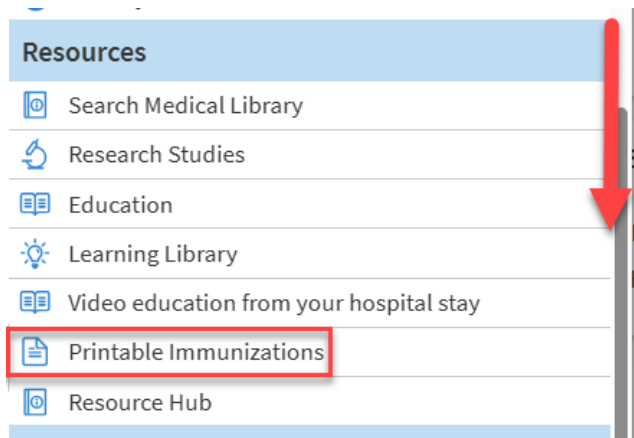 Resources
Search Medical Library
Research Studies
Education
Learning Library
Video education from your hospital stay
Printable Immunizations
Resource Hub